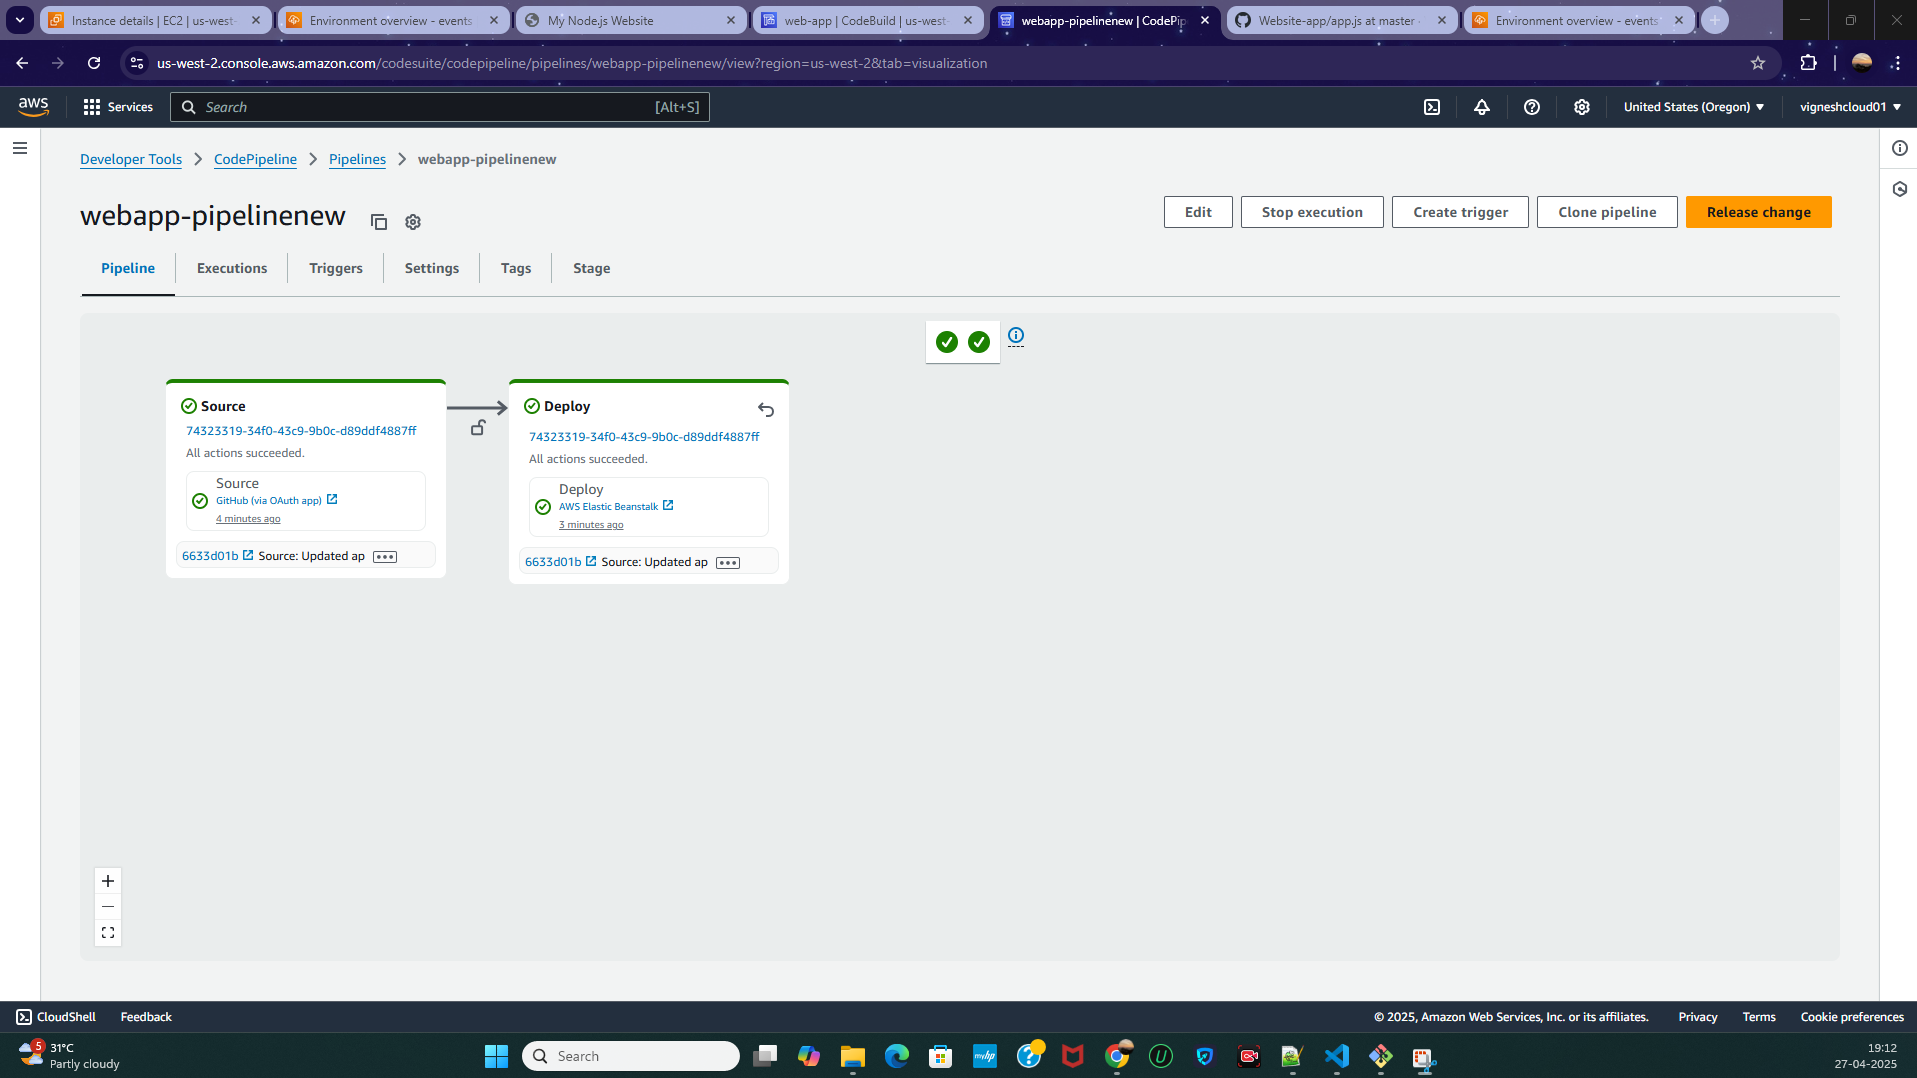 Instance details | EC2 | us-west-
Environment overview - events
My Node.js Website
web-app | CodeBuild | us-west-
webapp-pipelinenew | CodePip
Website-app/app.js at master ·
Environment overview - events
us-west-2.console.aws.amazon.com/codesuite/codepipeline/pipelines/webapp-pipelinenew/view?region=us-west-2&tab=visualization
aws
Services
Search
[Alt+S]
United States (Oregon)
vigneshcloud01
Developer Tools
CodePipeline
Pipelines
webapp-pipelinenew
webapp-pipelinenew
Edit
Stop execution
Create trigger
Clone pipeline
Release change
Pipeline
Executions
Triggers
Settings
Tags
Stage
Source
74323319-34f0-43c9-9b0c-d89ddf4887ff
All actions succeeded.
Source
GitHub (via OAuth app)
4 minutes ago
6633d01b Source: Updated ap
Deploy
74323319-34f0-43c9-9b0c-d89ddf4887ff
All actions succeeded.
Deploy
AWS Elastic Beanstalk
3 minutes ago
6633d01b Source: Updated ap
CloudShell
Feedback
© 2025, Amazon Web Services, Inc. or its affiliates.
Privacy
Terms
Cookie preferences
5
31°C
Partly cloudy
Search
myhp
19:12
27-04-2025